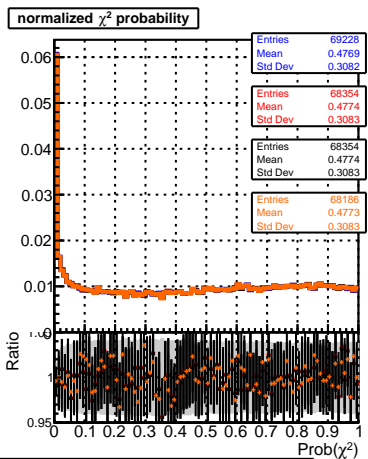 normalized χ² probability
Entries 69228
Mean 0.4769
Std Dev 0.3082
Entries 68354
Mean 0.4774
Std Dev 0.3083
Entries 68354
Mean 0.4774
Std Dev 0.3083
Entries 68186
Mean 0.4773
Std Dev 0.3083
0.06
0.05
0.04
0.03
0.02
0.01
Ratio
1
0.95
0 0.1 0.2 0.3 0.4 0.5 0.6 0.7 0.8 0.9 1
Prob(χ²)